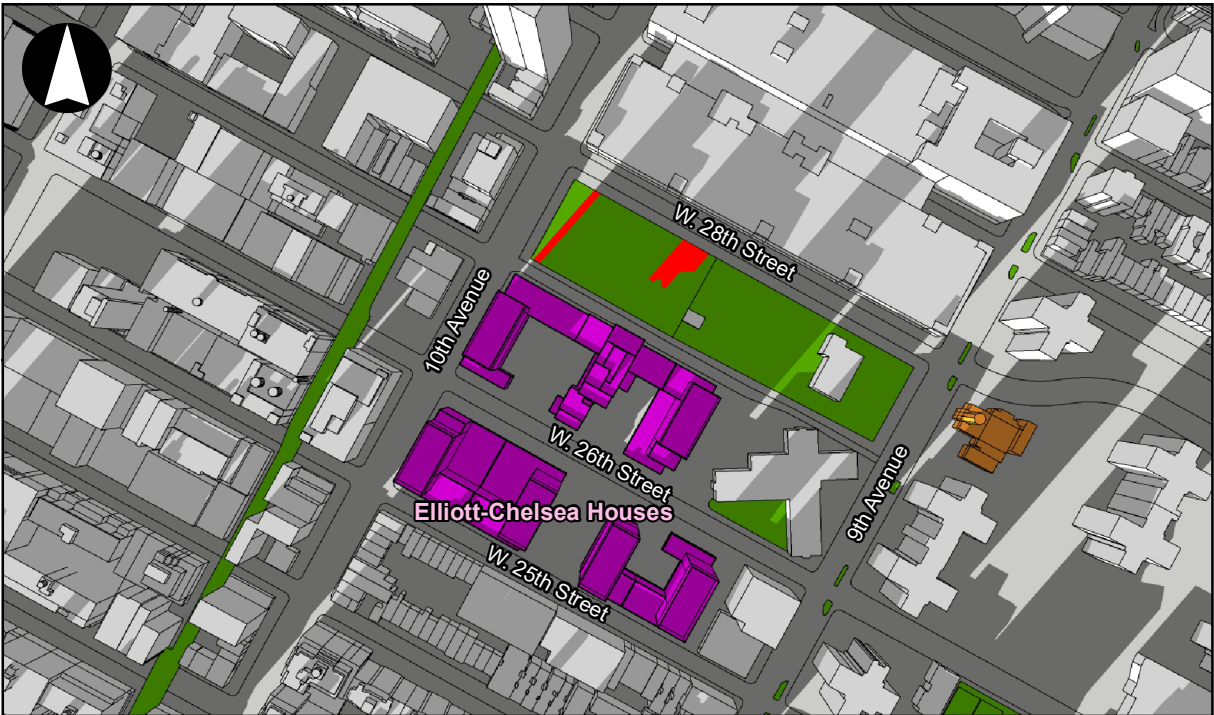 W. 28th Street
10th Avenue
W. 26th Street
9th Avenue
Elliott-Chelsea Houses
W. 25th Street